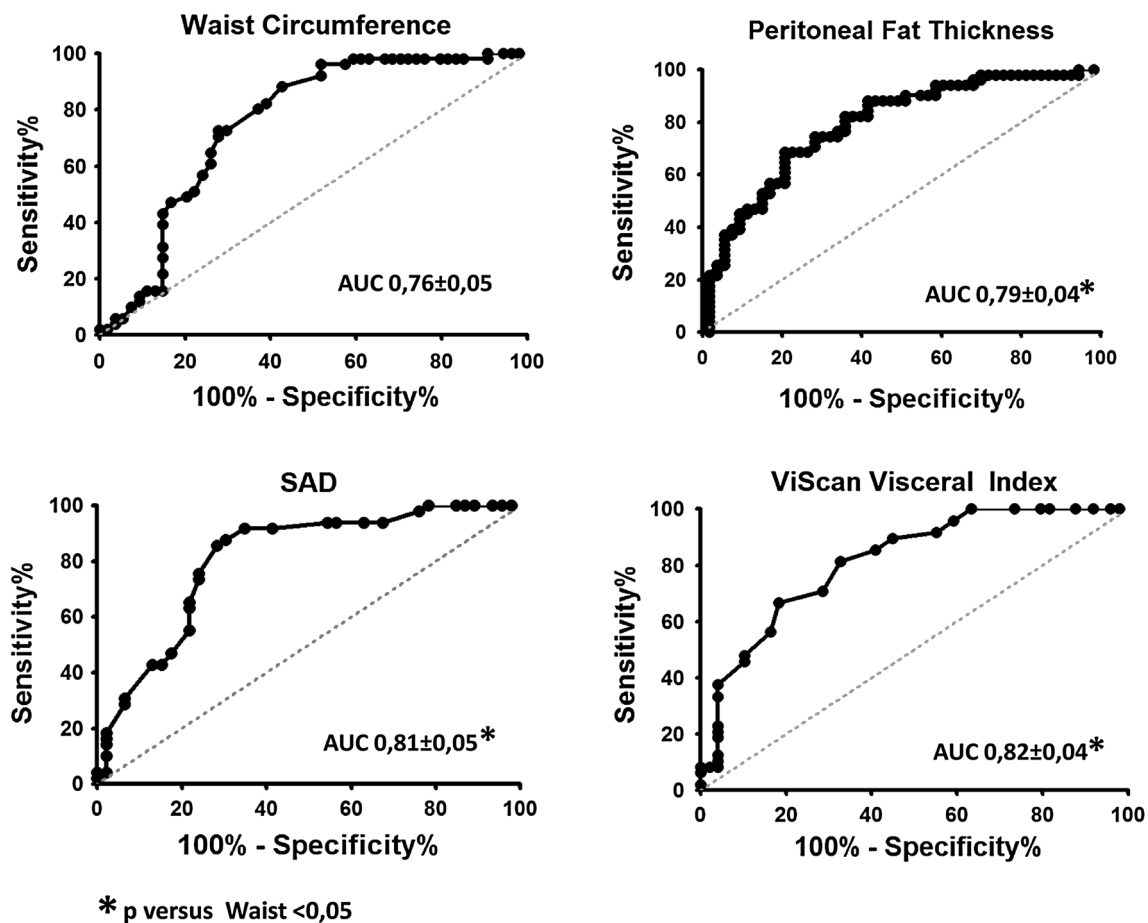 Waist Circumference
Sensitivity%
100
80
60
40
20
0
AUC 0,76±0,05
0 20 40 60 80 100
100% - Specificity%
Peritoneal Fat Thickness
Sensitivity%
100
80
60
40
20
0
AUC 0,79±0,04*
0 20 40 60 80 100
100% - Specificity%
SAD
Sensitivity%
100
80
60
40
20
0
AUC 0,81±0,05*
0 20 40 60 80 100
100% - Specificity%
ViScan Visceral Index
Sensitivity%
100
80
60
40
20
0
AUC 0,82±0,04*
0 20 40 60 80 100
100% - Specificity%
* p versus Waist <0,05